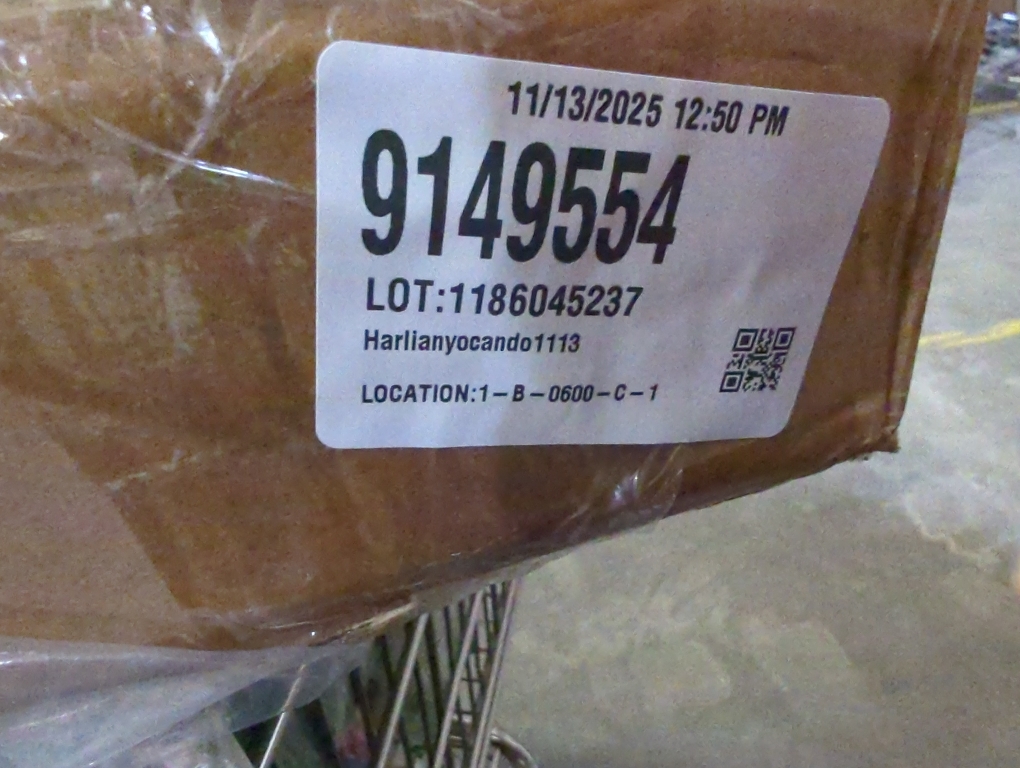 11/13/2025 12:50 PM
9149554
LOT:1186045237
Harlianyocando1113
LOCATION:1-B-0600-C-1